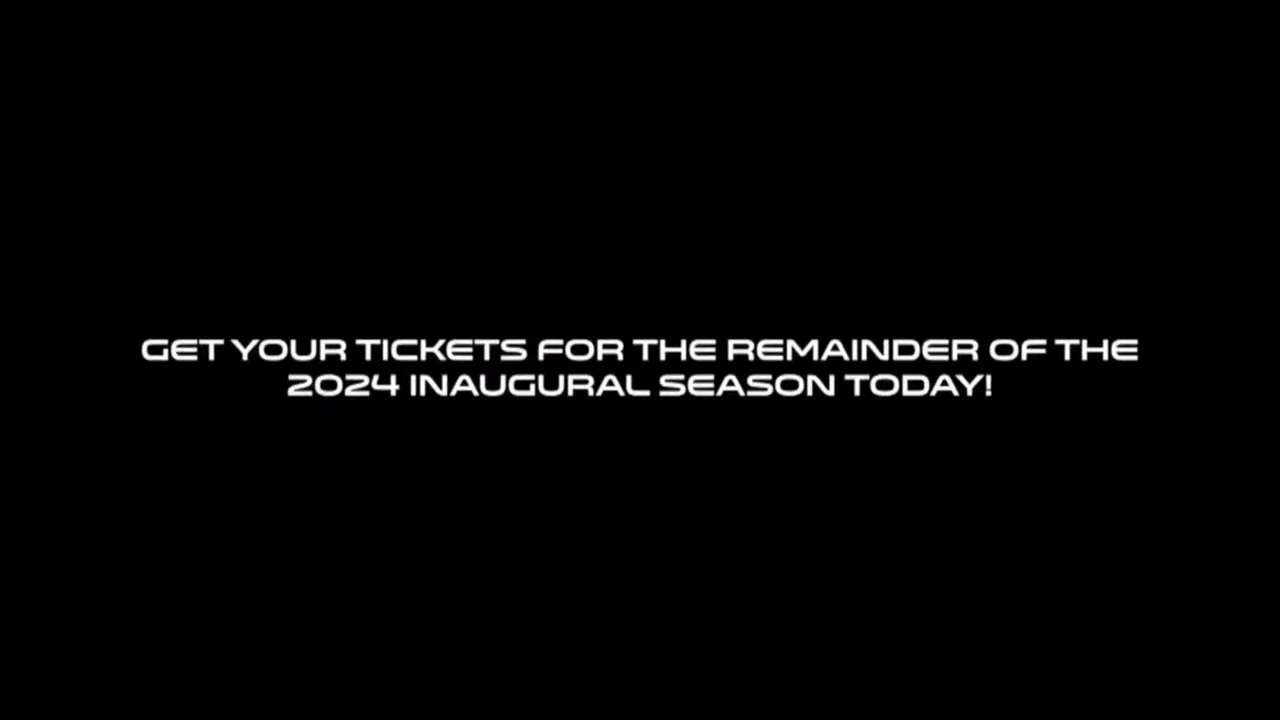 GET YOUR TICKETS FOR THE REMAINDER OF THE
2024 INAUGURAL SEASON TODAY!